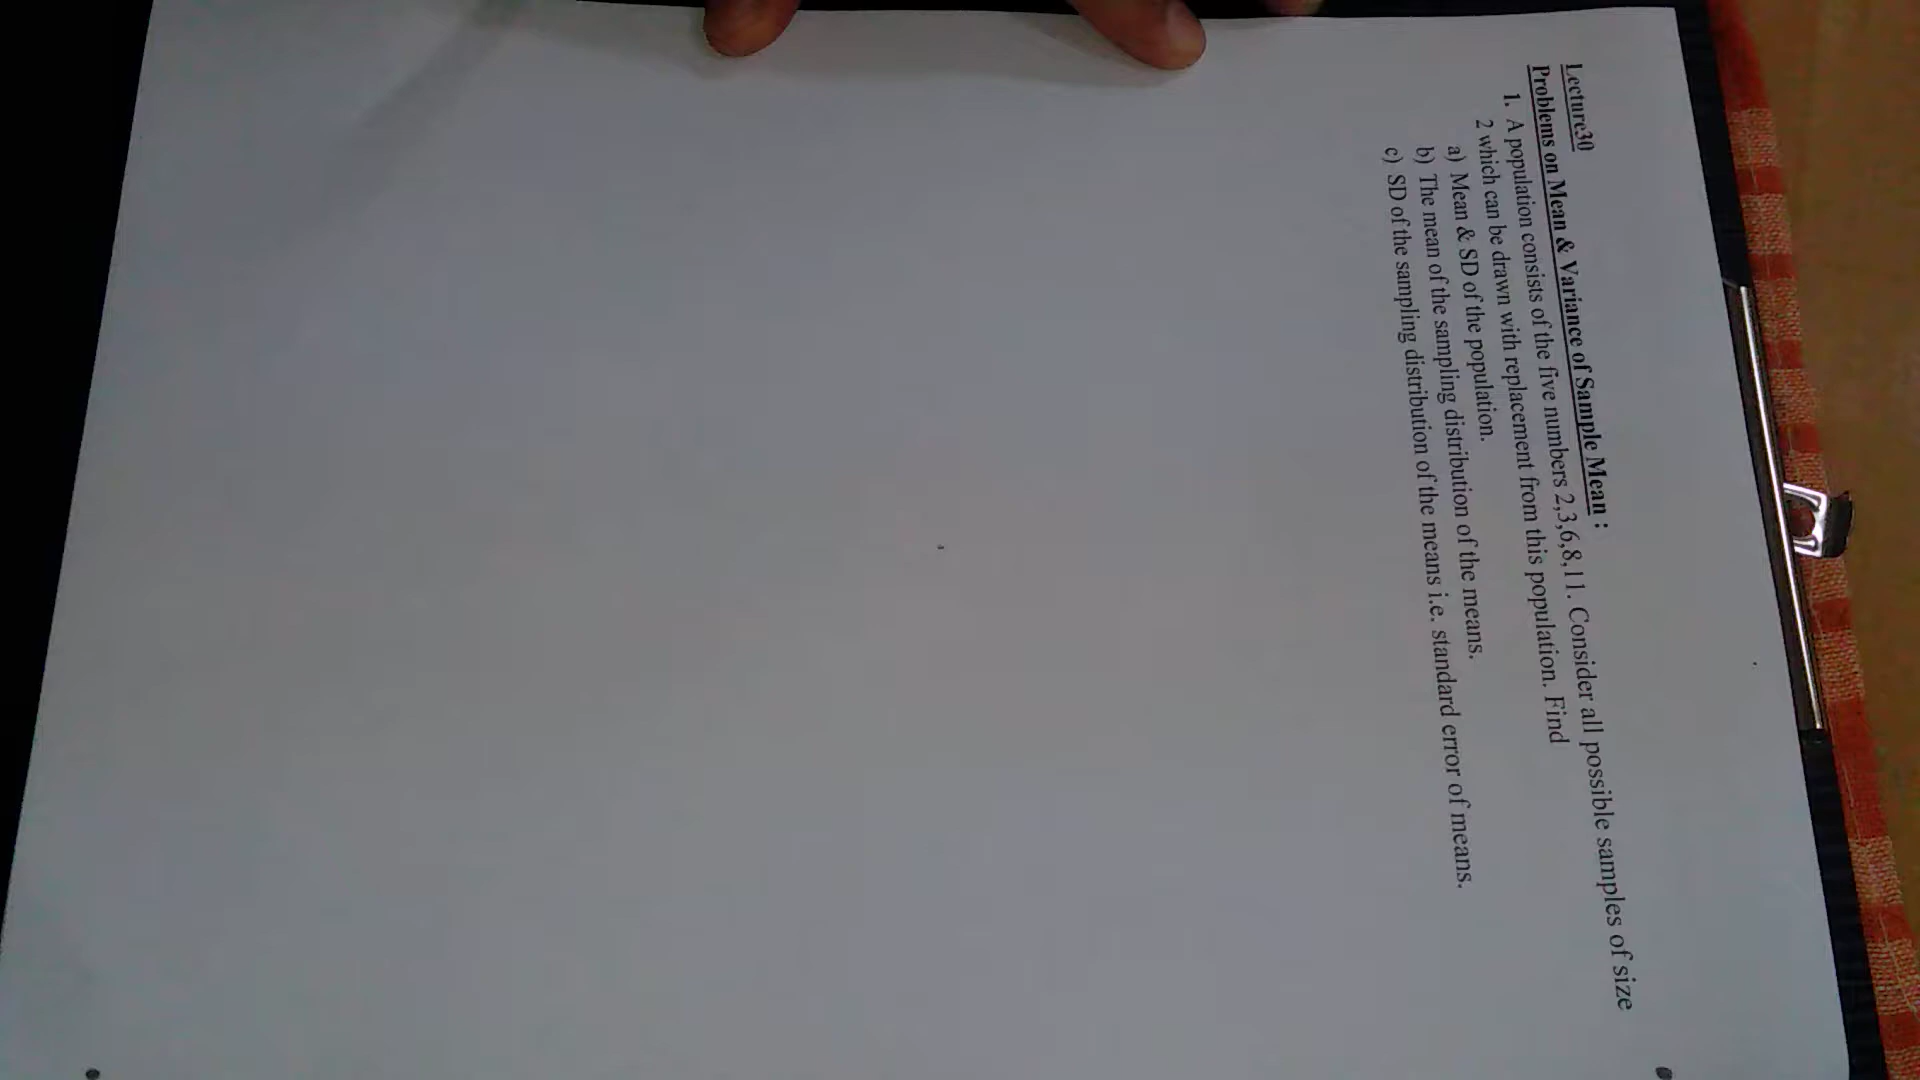 Lecture30
Problems on Mean & Variance of Sample Mean :
1. A population consists of the five numbers 2,3,6,8,11. Consider all possible samples of size
2 which can be drawn with replacement from this population. Find
a) Mean & SD of the population.
b) The mean of the sampling distribution of the means.
c) SD of the sampling distribution of the means i.e. standard error of means.